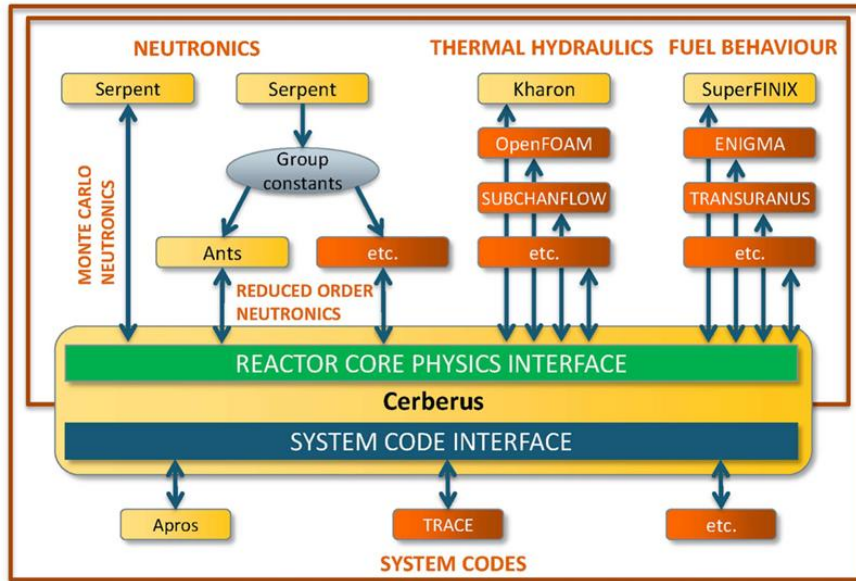 NEUTRONICS
THERMAL HYDRAULICS
FUEL BEHAVIOUR
Serpent
Serpent
Kharon
SuperFINIX
OpenFOAM
ENIGMA
Group
constants
SUBCHANFLOW
TRANSURANUS
MONTE CARLO
NEUTRONICS
Ants
etc.
etc.
etc.
REDUCED ORDER
NEUTRONICS
REACTOR CORE PHYSICS INTERFACE
Cerberus
SYSTEM CODE INTERFACE
Apros
TRACE
etc.
SYSTEM CODES